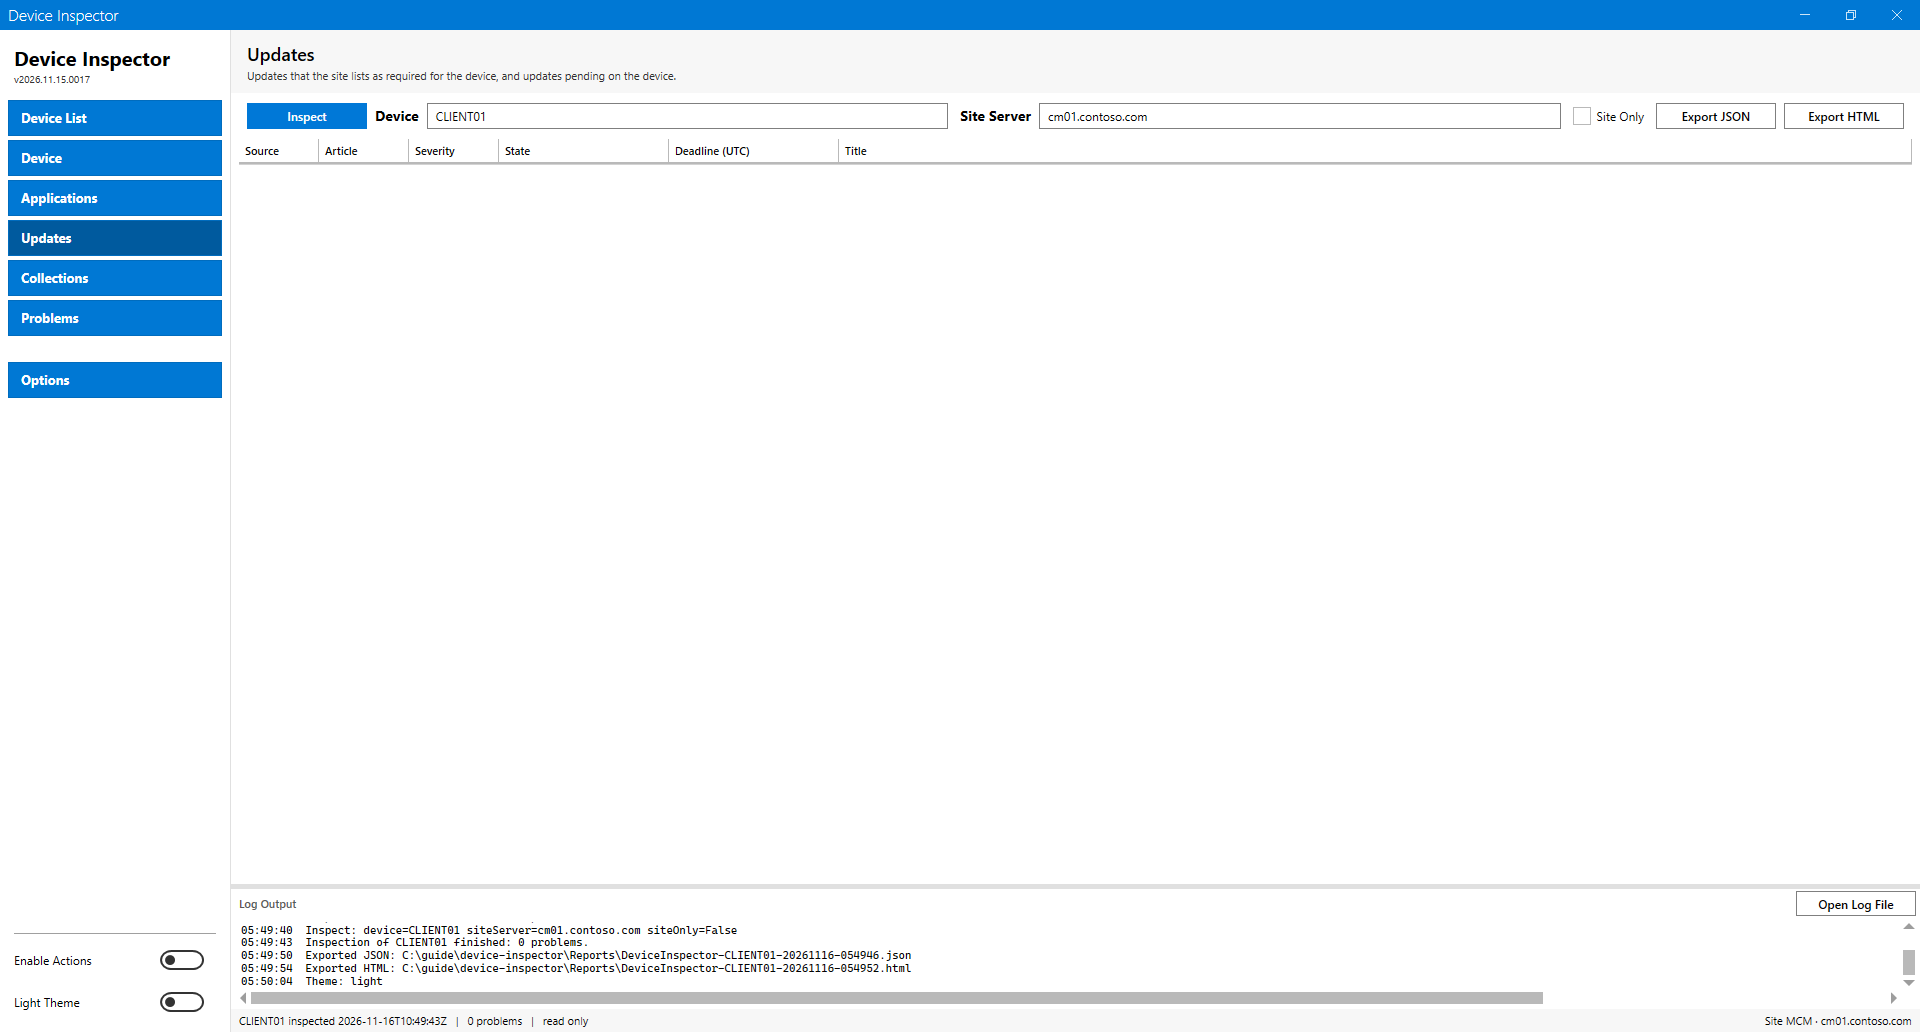 Device Inspector
Device Inspector
v2026.11.15.0017
Device List
Device
Applications
Updates
Collections
Problems
Options
Enable Actions
Light Theme
Updates
Updates that the site lists as required for the device, and updates pending on the device.
Inspect Device CLIENT01 Site Server cm01.contoso.com Site Only Export JSON Export HTML
Source Article Severity State Deadline (UTC) Title
Log Output Open Log File
05:49:40 Inspect: device=CLIENT01 siteServer=cm01.contoso.com siteOnly=False
05:49:43 Inspection of CLIENT01 finished: 0 problems.
05:49:50 Exported JSON: C:\guide\device-inspector\Reports\DeviceInspector-CLIENT01-20261116-054946.json
05:49:54 Exported HTML: C:\guide\device-inspector\Reports\DeviceInspector-CLIENT01-20261116-054952.html
05:50:04 Theme: light
CLIENT01 inspected 2026-11-16T10:49:43Z | 0 problems | read only Site MCM · cm01.contoso.com